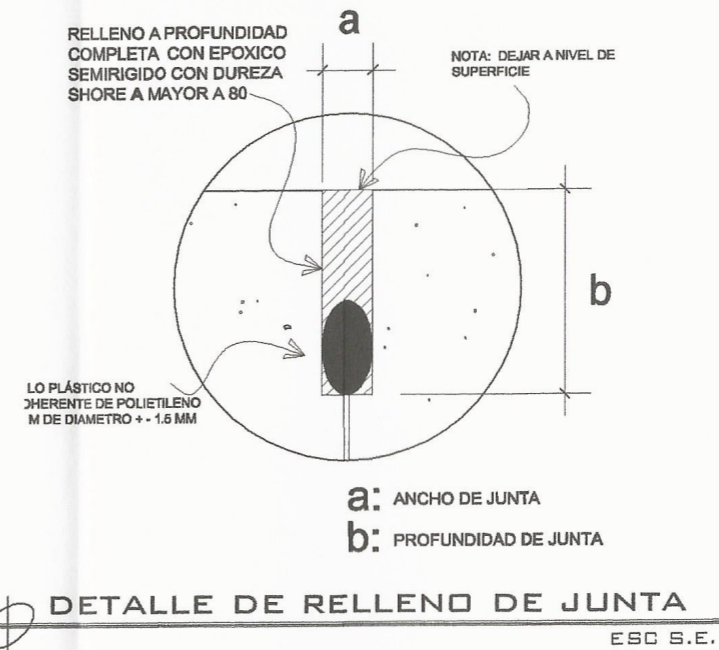 a
RELLENO A PROFUNDIDAD
COMPLETA CON EPOXICO
SEMIRIGIDO CON DUREZA
SHORE A MAYOR A 80
NOTA: DEJAR A NIVEL DE
SUPERFICIE
b
LO PLÁSTICO NO
DE POLIETILENO
DE DIAMETRO + - 1.5 MM
a: ANCHO DE JUNTA
b: PROFUNDIDAD DE JUNTA
DETALLE DE RELLENO DE JUNTA
ESC S.E.